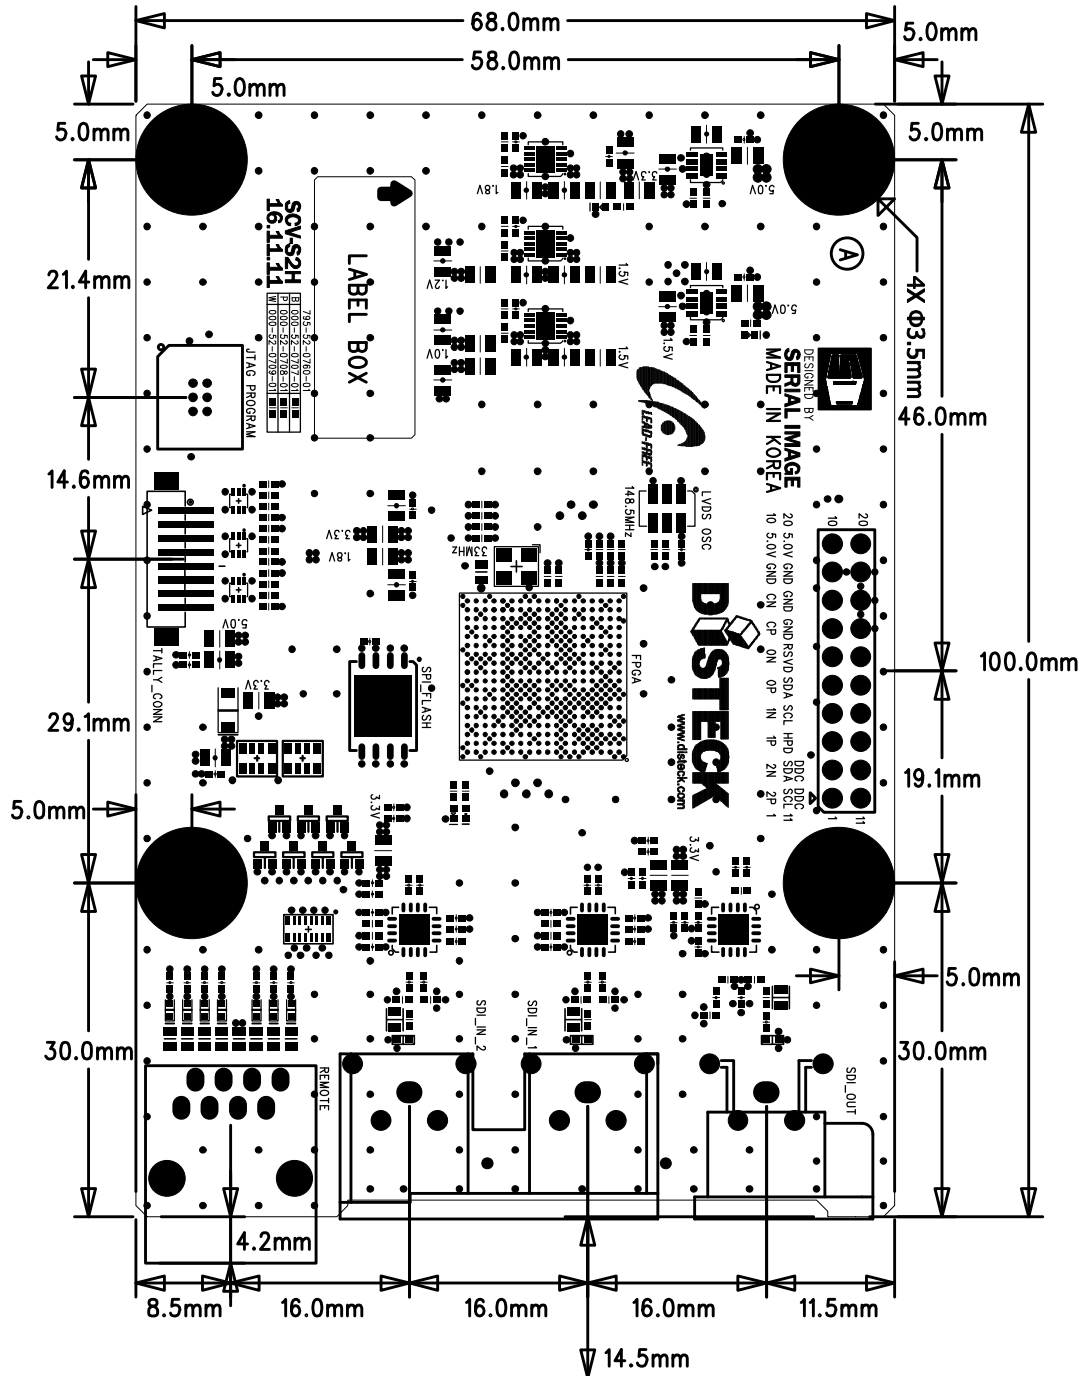 68.0mm
5.0mm
58.0mm
5.0mm
5.0mm
5.0mm
1.8V
3.3V
5.0V
SCV-S2H
16.11.11
795-52-0760-01
B 000-52-0707-01
P 000-52-0708-01
W 000-52-0709-01
LABEL BOX
A
4X Φ3.5mm
21.4mm
1.2V
1.5V
5.0V
1.0V
1.5V
1.5V
JTAG PROGRAM
LEAD-FREE
DESIGNED BY
SERIAL IMAGE
MADE IN KOREA
46.0mm
14.6mm
148.5MHz
LVDS OSC
3.3V
1.8V
33MHz
20 5.0V GND GND GND RSVD SDA SCL HPD DDC SDA DDC SCL 11
10 5.0V GND CN CP 0N 0P 1N 1P 2N 2P 1
10
20
1
11
5.0V
TALLY_CONN
3.3V
SPI_FLASH
FPGA
DiSTECK
www.disteck.com
100.0mm
29.1mm
19.1mm
5.0mm
3.3V
3.3V
5.0mm
30.0mm
30.0mm
SDI_IN_2
SDI_IN_1
SDI_OUT
REMOTE
4.2mm
8.5mm
16.0mm
16.0mm
16.0mm
11.5mm
14.5mm